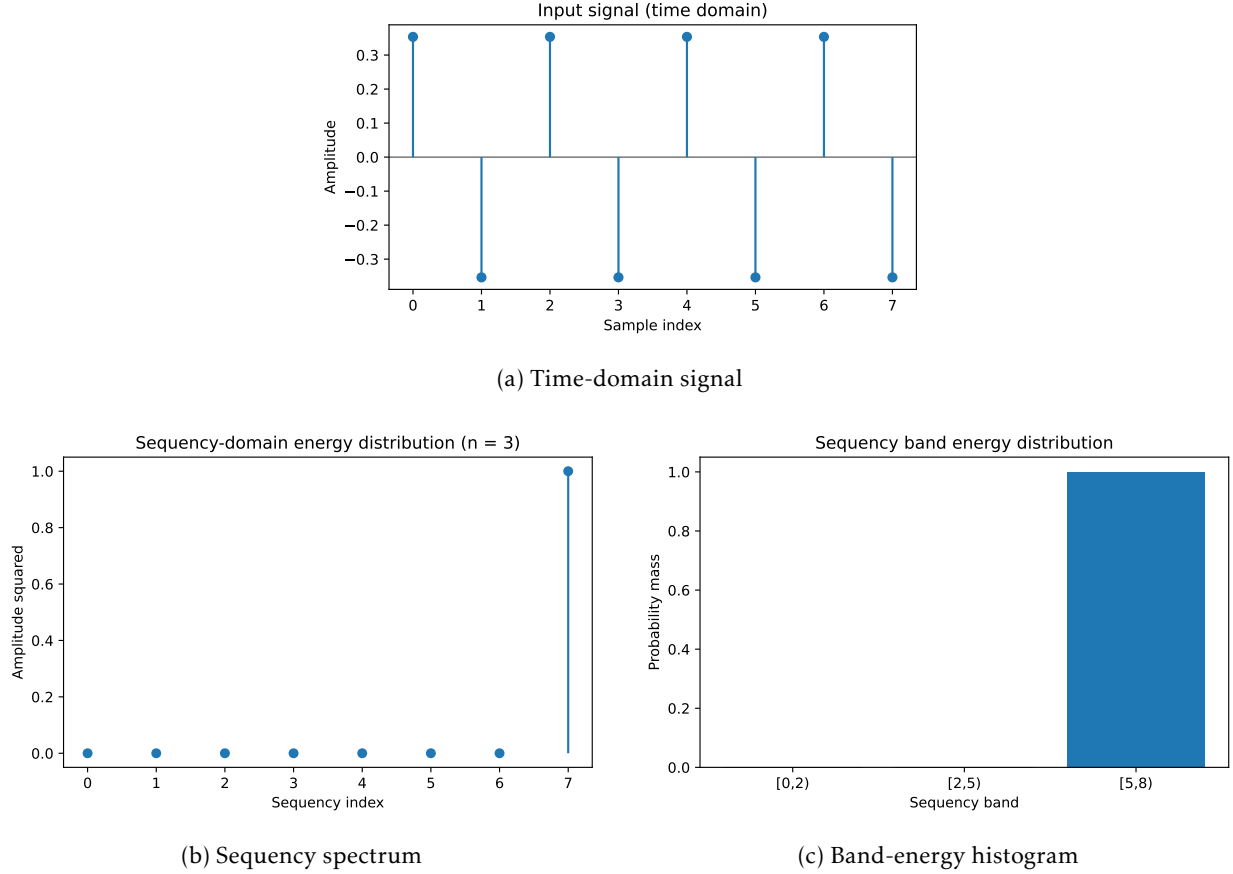 Input signal (time domain)
0.3
0.2
0.1
0.0
−0.1
−0.2
−0.3
Amplitude
0 1 2 3 4 5 6 7
Sample index
(a) Time-domain signal
Sequency-domain energy distribution (n = 3)
1.0
0.8
0.6
0.4
0.2
0.0
Amplitude squared
0 1 2 3 4 5 6 7
Sequency index
(b) Sequency spectrum
Sequency band energy distribution
1.0
0.8
0.6
0.4
0.2
0.0
Probability mass
[0,2) [2,5) [5,8)
Sequency band
(c) Band-energy histogram